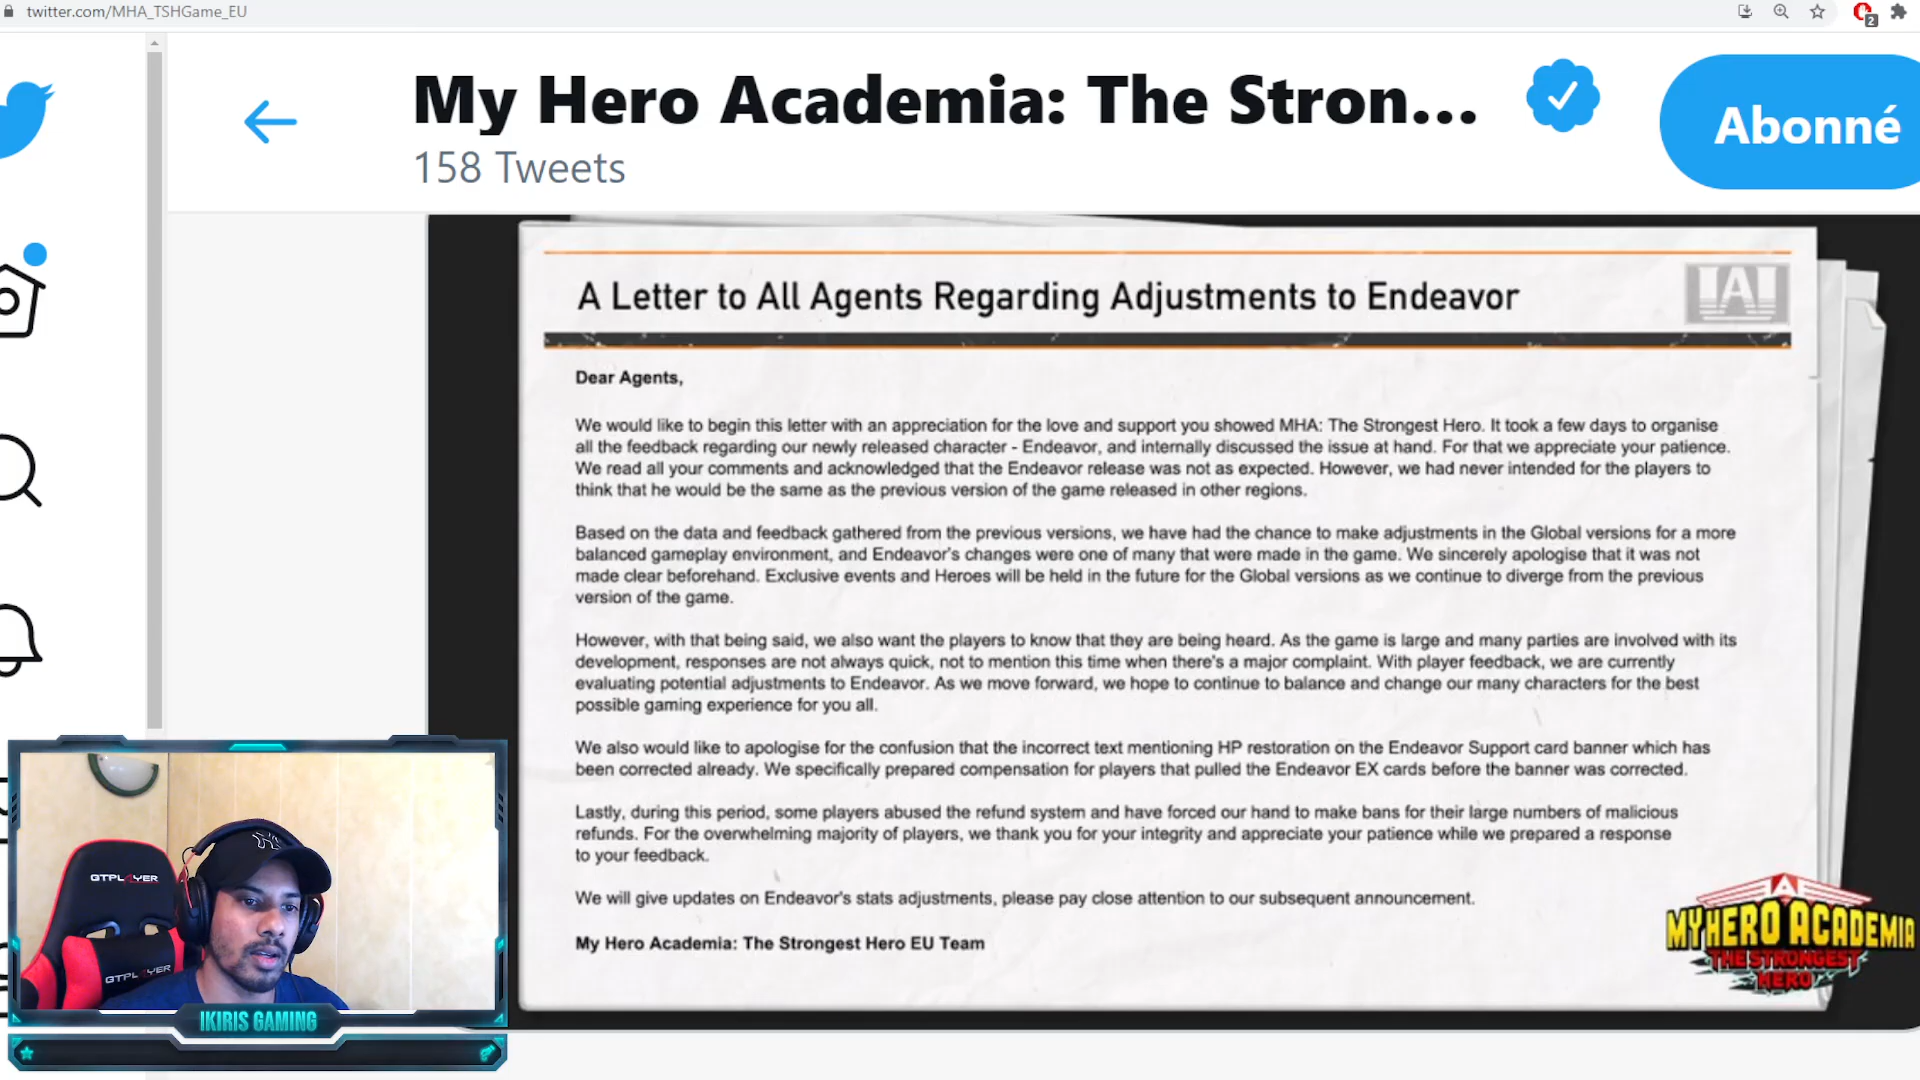 twitter.com/MHA_TSHGame_EU
2
My Hero Academia: The Stron...
158 Tweets
Abonné
A Letter to All Agents Regarding Adjustments to Endeavor
Dear Agents,
We would like to begin this letter with an appreciation for the love and support you showed MHA: The Strongest Hero. It took a few days to organise
all the feedback regarding our newly released character - Endeavor, and internally discussed the issue at hand. For that we appreciate your patience.
We read all your comments and acknowledged that the Endeavor release was not as expected. However, we had never intended for the players to
think that he would be the same as the previous version of the game released in other regions.
Based on the data and feedback gathered from the previous versions, we have had the chance to make adjustments in the Global versions for a more
balanced gameplay environment, and Endeavor's changes were one of many that were made in the game. We sincerely apologise that it was not
made clear beforehand. Exclusive events and Heroes will be held in the future for the Global versions as we continue to diverge from the previous
version of the game.
However, with that being said, we also want the players to know that they are being heard. As the game is large and many parties are involved with its
development, responses are not always quick, not to mention this time when there's a major complaint. With player feedback, we are currently
evaluating potential adjustments to Endeavor. As we move forward, we hope to continue to balance and change our many characters for the best
possible gaming experience for you all.
We also would like to apologise for the confusion that the incorrect text mentioning HP restoration on the Endeavor Support card banner which has
been corrected already. We specifically prepared compensation for players that pulled the Endeavor EX cards before the banner was corrected.
Lastly, during this period, some players abused the refund system and have forced our hand to make bans for their large numbers of malicious
refunds. For the overwhelming majority of players, we thank you for your integrity and appreciate your patience while we prepared a response
to your feedback.
We will give updates on Endeavor's stats adjustments, please pay close attention to our subsequent announcement.
My Hero Academia: The Strongest Hero EU Team
MY HERO ACADEMIA
THE STRONGEST
HERO
GTPLAYER
GTPLAYER
IKIRIS GAMING